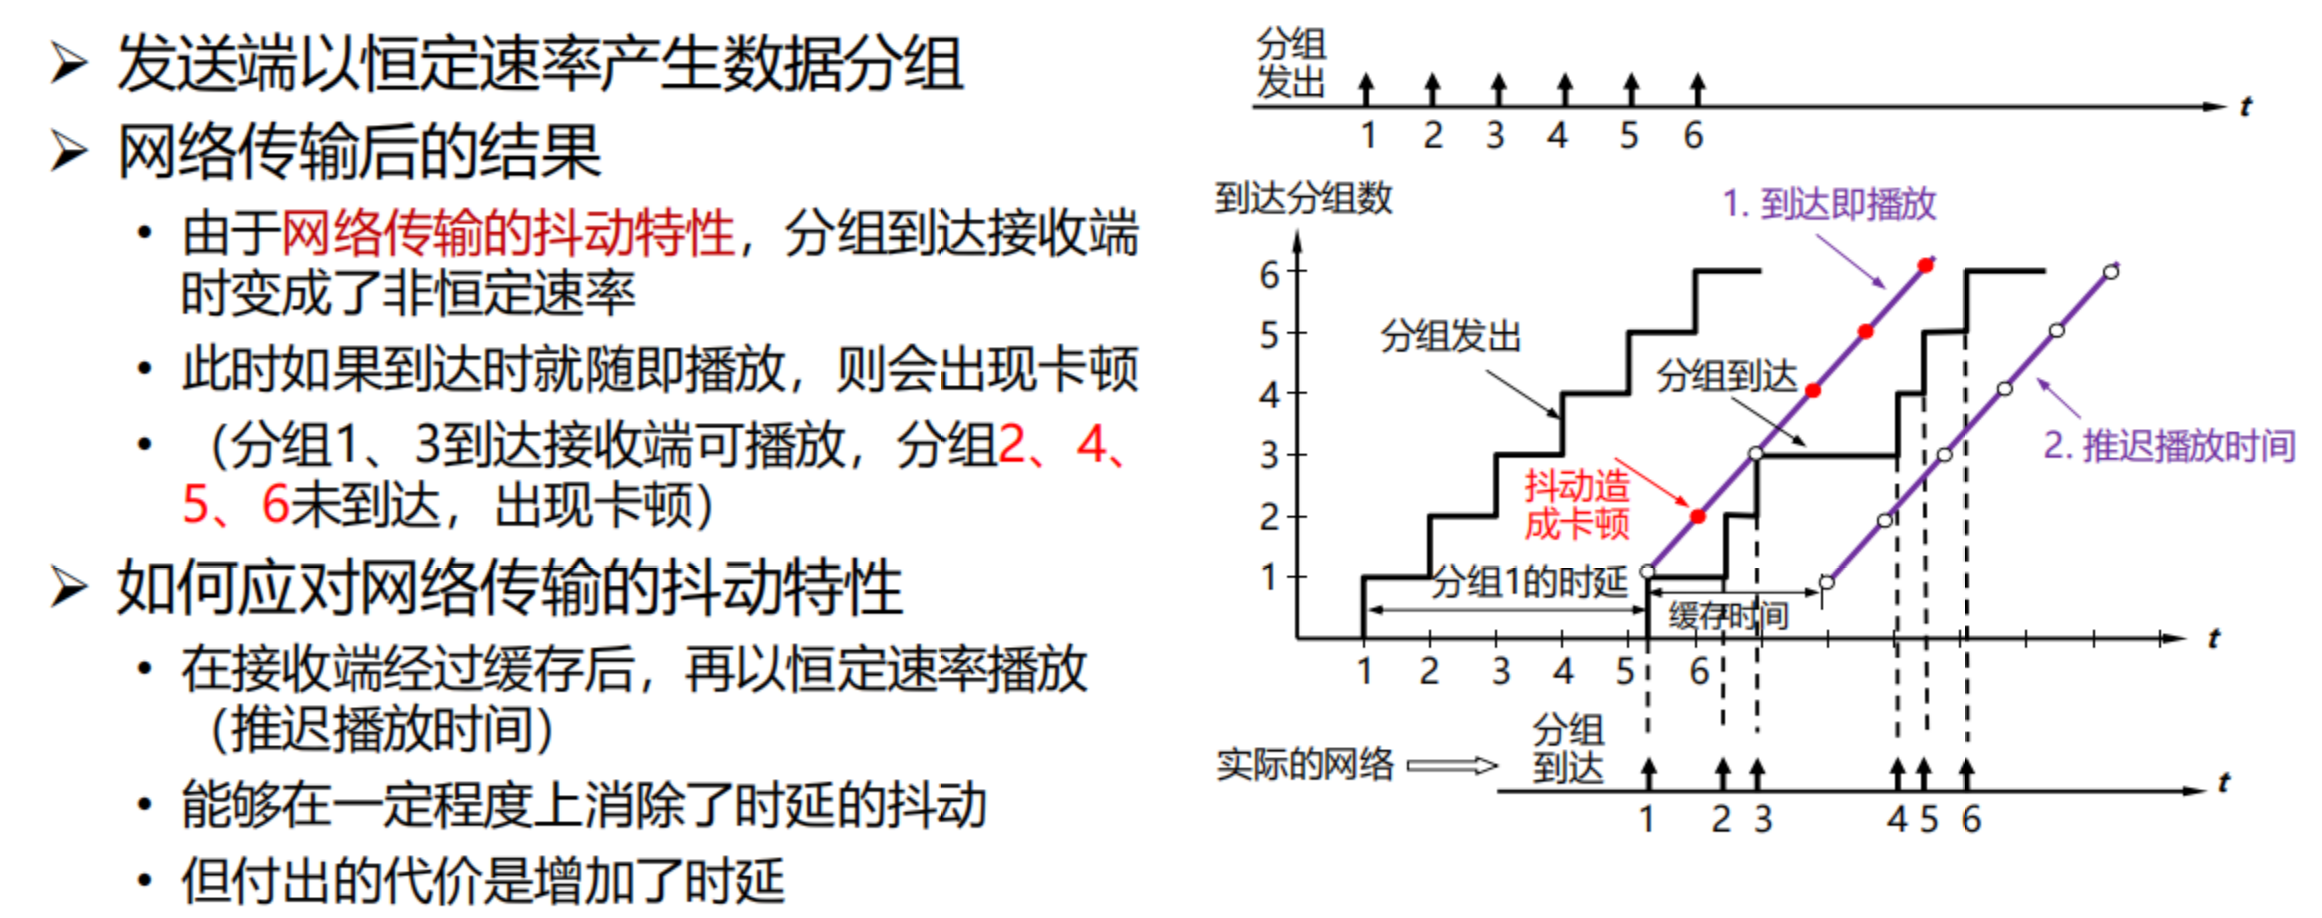 发送端以恒定速率产生数据分组
网络传输后的结果
由于网络传输的抖动特性，分组到达接收端
时变成了非恒定速率
此时如果到达时就随即播放，则会出现卡顿
（分组1、3到达接收端可播放，分组2、4、
5、6未到达，出现卡顿）
如何应对网络传输的抖动特性
在接收端经过缓存后，再以恒定速率播放
（推迟播放时间）
能够在一定程度上消除了时延的抖动
但付出的代价是增加了时延
分组
发出
t
1 2 3 4 5 6
到达分组数
1. 到达即播放
6
5
4
3
2
1
分组发出
分组到达
2. 推迟播放时间
抖动造
成卡顿
分组1的时延
缓存时间
t
1 2 3 4 5 6
实际的网络
分组
到达
t
1 2 3 4 5 6